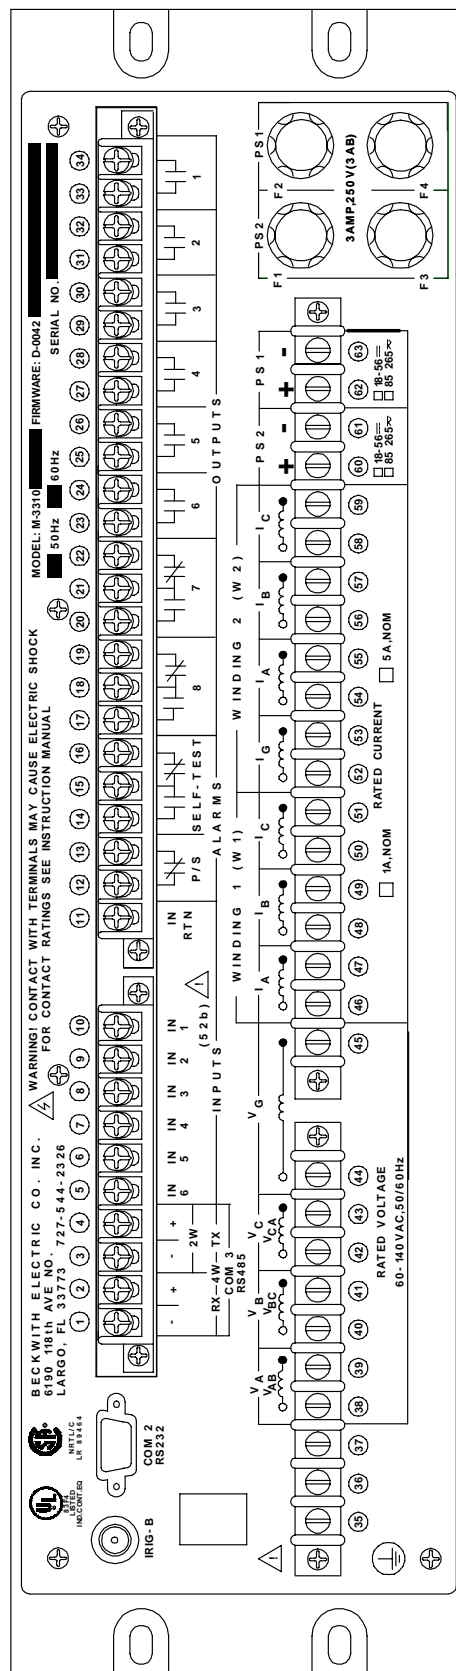 BECKWITH ELECTRIC CO. INC.
6190 118th AVE NO.
LARGO, FL 33773 727-544-2326
WARNING! CONTACT WITH TERMINALS MAY CAUSE ELECTRIC SHOCK
FOR CONTACT RATINGS SEE INSTRUCTION MANUAL
MODEL: M-3310 FIRMWARE: D-0042
50Hz 60Hz SERIAL NO.
UL
83F4
LISTED
IND.CONT.EQ
NRTL/C
LR 89464
1 2 3 4 5 6 7 8 9 10 11 12 13 14 15 16 17 18 19 20 21 22 23 24 25 26 27 28 29 30 31 32 33 34
IRIG-B
COM 2
RS232
- + - +
2W
RX-4W-TX
COM 3
RS485
IN 6 IN 5 IN 4 IN 3 IN 2 IN 1
(52b)
INPUTS
IN RTN
P/S SELF-TEST
ALARMS
8 7 6 5 4 3 2 1
OUTPUTS
PS2 PS1
F1 F2
3AMP,250V(3AB)
F3 F4
VA VB VC VG
VAB VBC VCA
WINDING 1 (W1) WINDING 2 (W2)
IA IB IC IG IA IB IC
PS2 PS1
+ - + -
35 36 37 38 39 40 41 42 43 44 45 46 47 48 49 50 51 52 53 54 55 56 57 58 59 60 61 62 63
RATED VOLTAGE
60-140VAC,50/60Hz
RATED CURRENT
1A,NOM 5A,NOM
18-56 18-56
85 265 85 265